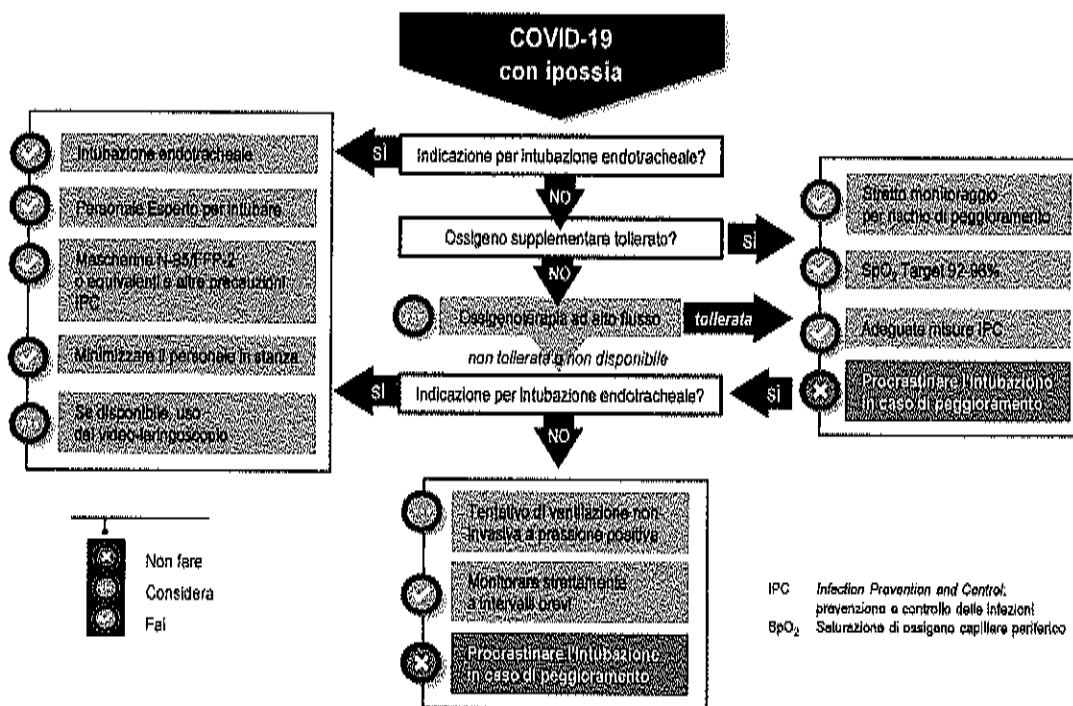 COVID-19
con ipossia
SÌ
Indicazione per Intubazione endotracheale?
NO
Intubazione endotracheale
Personale Esperto per intubare
Mascherine N-95/FFP-2
o equivalenti e altre precauzioni
IPC
Minimizzare il personale in stanza
Se disponibile, uso
del video-laringoscopio
Ossigeno supplementare tollerato?
SÌ
NO
Stretto monitoraggio
per rischio di peggioramento
SpO2 Target 92-96%
Adeguate misure IPC
Procrastinare l'intubazione
in caso di peggioramento
Ossigenoterapia ad alto flusso
tollerata
non tollerata o non disponibile
SÌ
Indicazione per Intubazione endotracheale?
SÌ
NO
Tentativo di ventilazione non-
invasiva a pressione positiva
Monitorare strettamente
a intervalli brevi
Procrastinare l'intubazione
in caso di peggioramento
Non fare
Considera
Fai
IPC Infection Prevention and Control:
prevenzione e controllo delle infezioni
SpO2 Saturazione di ossigeno capillare periferico